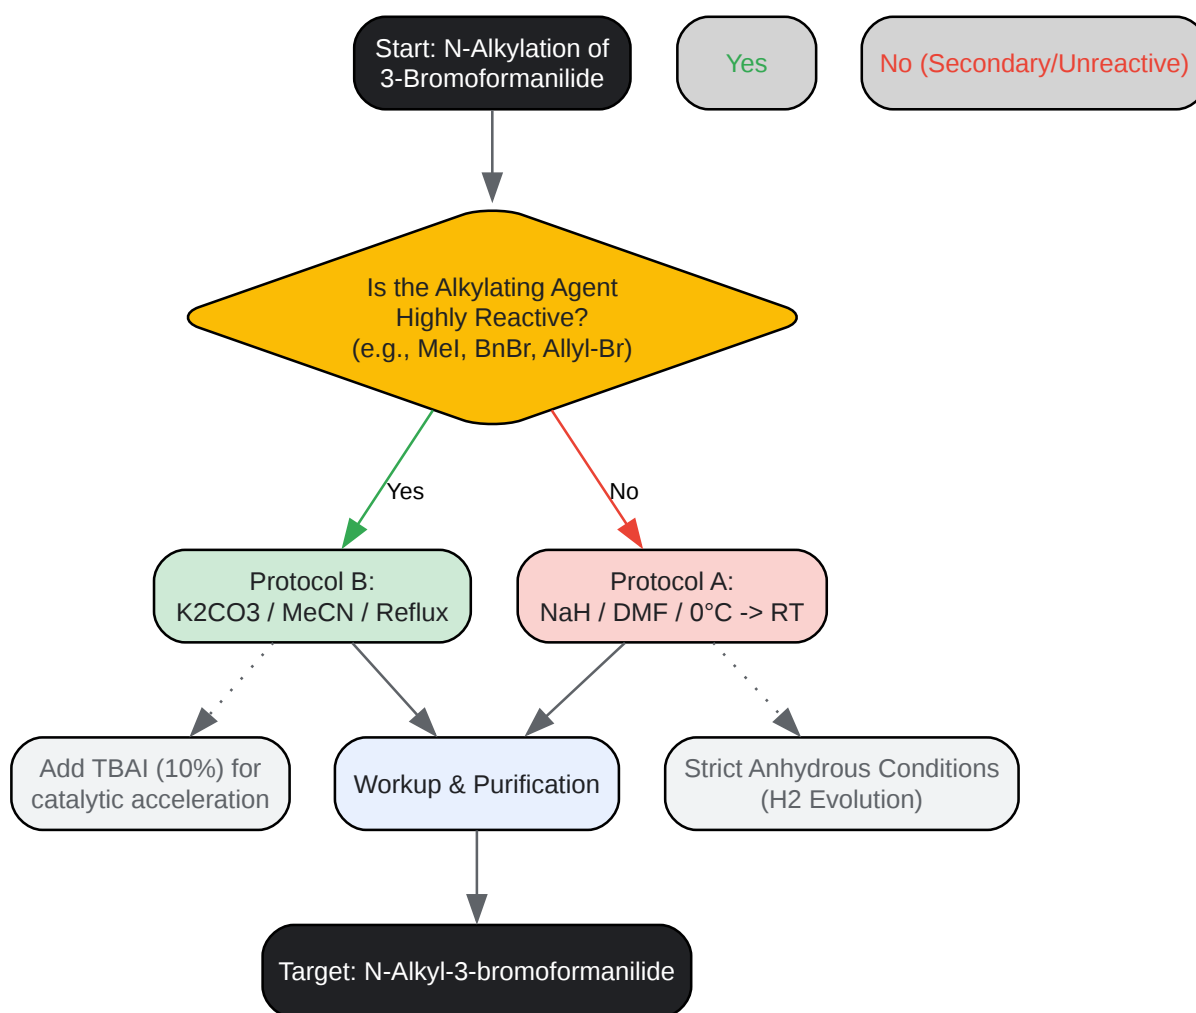 Start: N-Alkylation of
3-Bromoformanilide
Yes
No (Secondary/Unreactive)
Is the Alkylating Agent
Highly Reactive?
(e.g., MeI, BnBr, Allyl-Br)
Yes
No
Protocol B:
K2CO3 / MeCN / Reflux
Protocol A:
NaH / DMF / 0°C -> RT
Add TBAI (10%) for
catalytic acceleration
Workup & Purification
Strict Anhydrous Conditions
(H2 Evolution)
Target: N-Alkyl-3-bromoformanilide